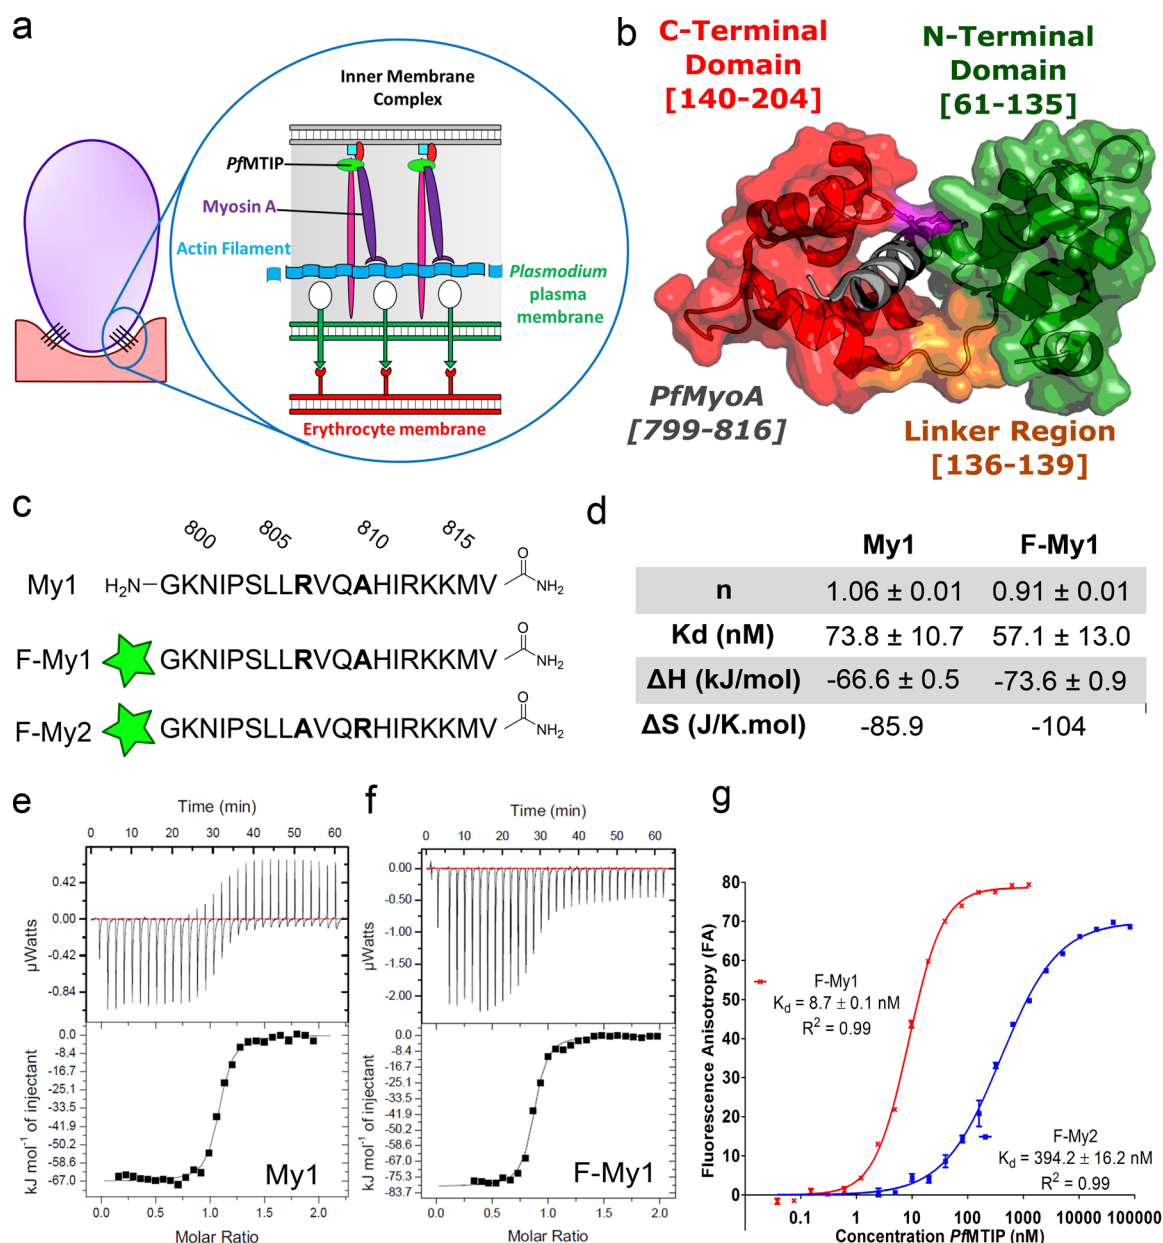 a
Inner Membrane
Complex
PfMTIP
Myosin A
Actin Filament
Plasmodium
plasma
membrane
Erythrocyte membrane
b
C-Terminal
Domain
[140-204]
N-Terminal
Domain
[61-135]
PfMyoA
[799-816]
Linker Region
[136-139]
c
800 805 810 815
My1 H₂N-GKNIPSLLRVQAHIRKKMV O NH₂
F-My1 GKNIPSLLRVQAHIRKKMV O NH₂
F-My2 GKNIPSLLAVQRHIRKKMV O NH₂
d
My1 F-My1
n 1.06 ± 0.01 0.91 ± 0.01
Kd (nM) 73.8 ± 10.7 57.1 ± 13.0
ΔH (kJ/mol) -66.6 ± 0.5 -73.6 ± 0.9
ΔS (J/K.mol) -85.9 -104
e
Time (min)
0 10 20 30 40 50 60
0.42
0.00
-0.42
-0.84
µWatts
0.0
-8.4
-16.7
-25.1
-33.5
-41.9
-50.2
-58.6
-67.0
kJ mol⁻¹ of injectant
My1
0.0 0.5 1.0 1.5 2.0
Molar Ratio
f
Time (min)
0 10 20 30 40 50 60
0.00
-0.50
-1.00
-1.50
-2.00
µWatts
0.0
-8.4
-16.7
-25.1
-33.5
-41.9
-50.2
-58.6
-67.0
-75.3
-83.7
kJ mol⁻¹ of injectant
F-My1
0.0 0.5 1.0 1.5 2.0
Molar Ratio
g
80
70
60
50
40
30
20
10
0
Fluorescence Anisotropy (FA)
F-My1
Kd = 8.7 ± 0.1 nM
R² = 0.99
F-My2
Kd = 394.2 ± 16.2 nM
R² = 0.99
0.1 1 10 100 1000 10000 100000
Concentration PfMTIP (nM)